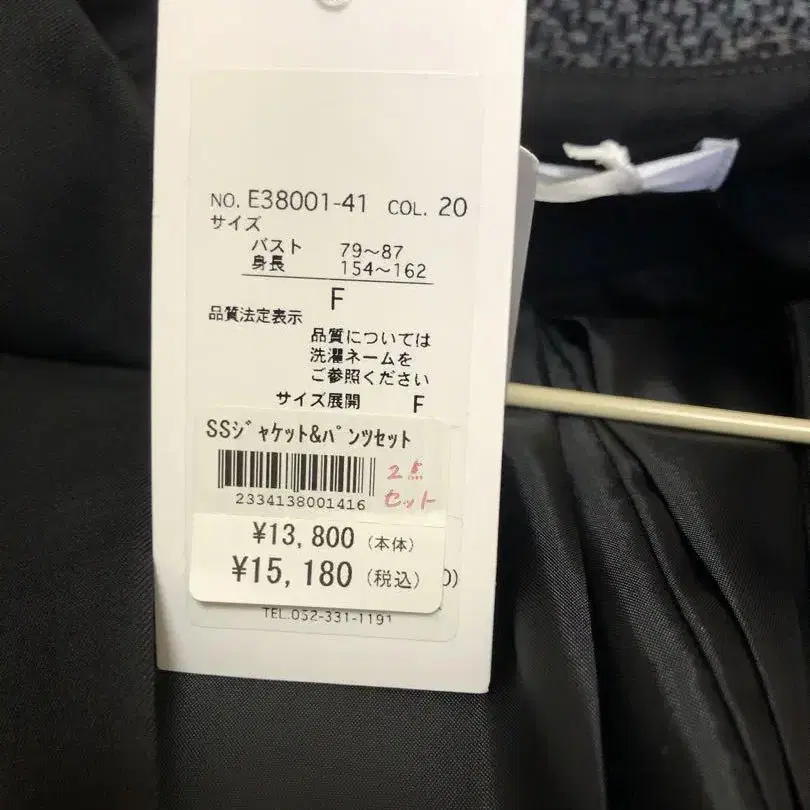 NO. E38001-41 COL. 20
サイズ
バスト 79～87
身長 154～162
F
品質法定表示
品質については
洗濯ネームを
ご参照ください
サイズ展開 F
SSｼﾞｬｹｯﾄ&ﾊﾟﾝﾂｾｯﾄ
2点
セット
2334138001416
¥13,800 (本体)
¥15,180 (税込)
0)
TEL.052-331-1191